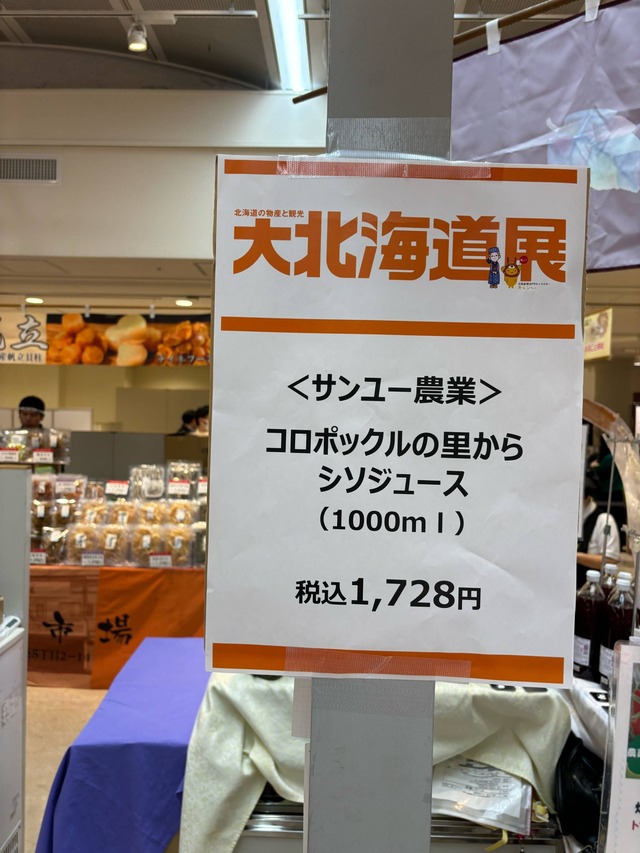 北海道の物産と観光
大北海道展
＜サンユー農業＞
コロポックルの里から
シソジュース
（1000ｍｌ）
税込1,728円
市場